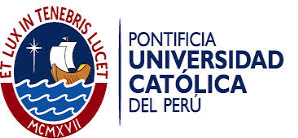 ET LUX IN TENEBRIS LUCET
MCMXVII
PONTIFICIA
UNIVERSIDAD
CATÓLICA
DEL PERÚ